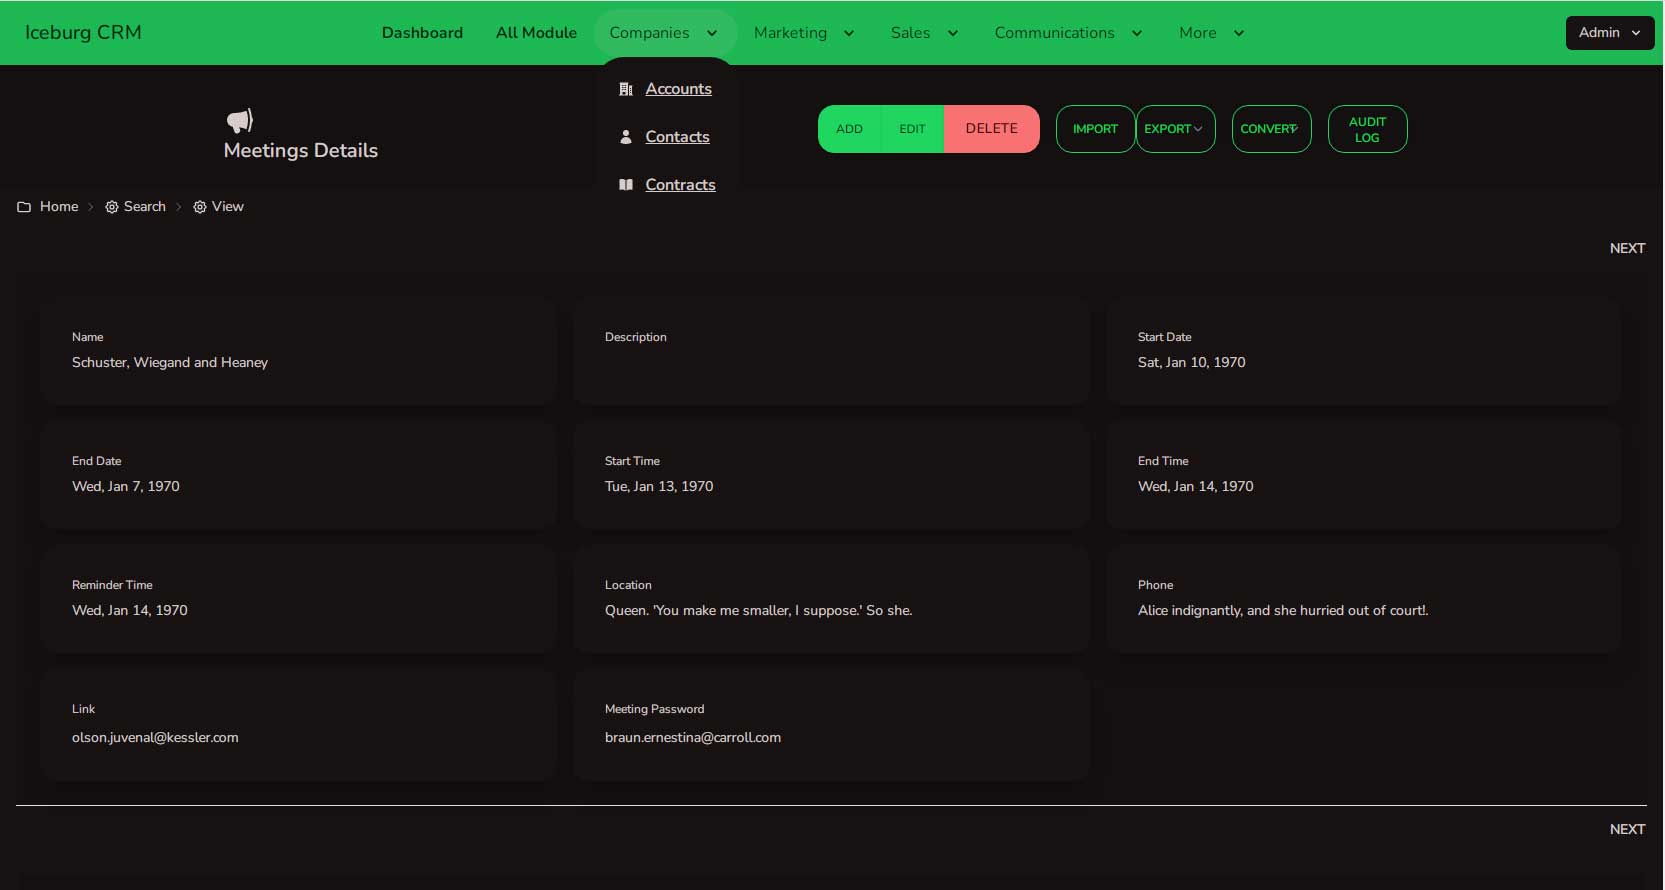 Iceburg CRM
Dashboard
All Module
Companies
Marketing
Sales
Communications
More
Admin
Accounts
Contacts
Contracts
Meetings Details
ADD
EDIT
DELETE
IMPORT
EXPORT
CONVERT
AUDIT
LOG
Home
Search
View
NEXT
Name
Schuster, Wiegand and Heaney
Description
Start Date
Sat, Jan 10, 1970
End Date
Wed, Jan 7, 1970
Start Time
Tue, Jan 13, 1970
End Time
Wed, Jan 14, 1970
Reminder Time
Wed, Jan 14, 1970
Location
Queen. 'You make me smaller, I suppose.' So she.
Phone
Alice indignantly, and she hurried out of court!.
Link
olson.juvenal@kessler.com
Meeting Password
braun.ernestina@carroll.com
NEXT